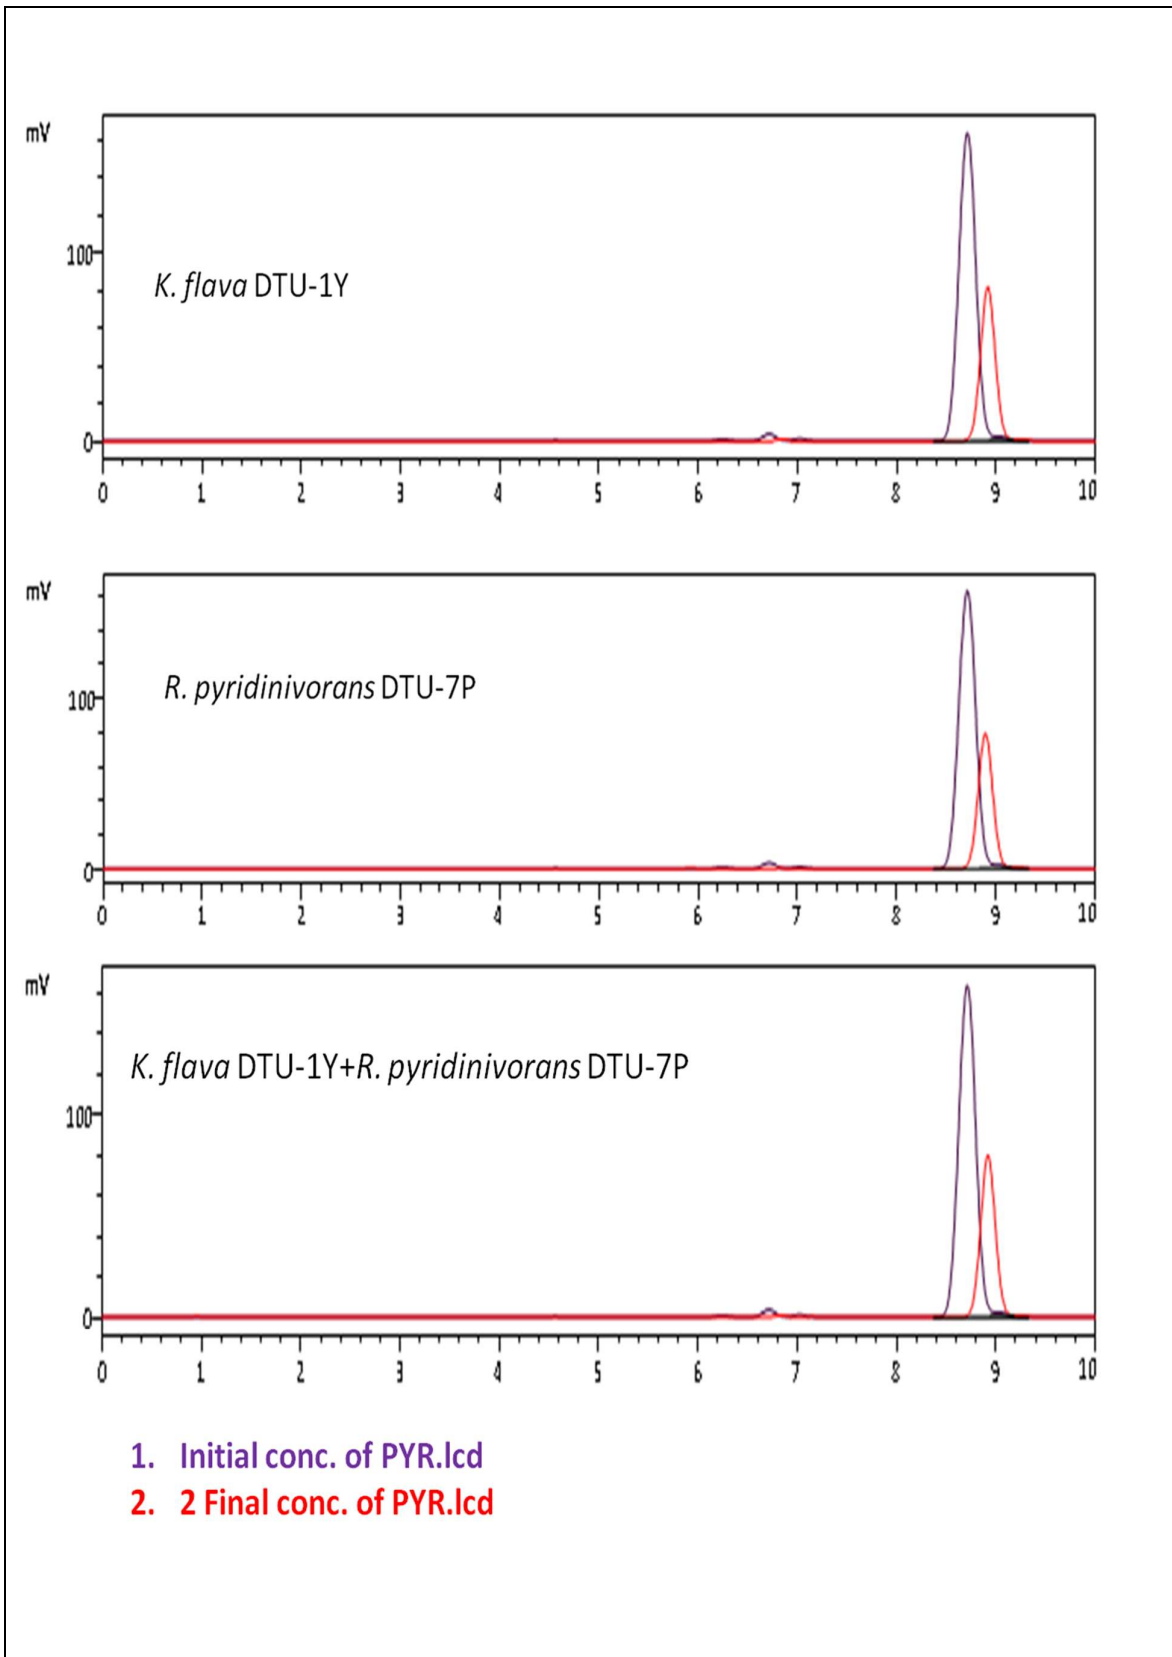 mV
100
K. flava DTU-1Y
0
0 1 2 3 4 5 6 7 8 9 10
mV
R. pyridinivorans DTU-7P
100
0
0 1 2 3 4 5 6 7 8 9 10
mV
K. flava DTU-1Y+R. pyridinivorans DTU-7P
100
0
0 1 2 3 4 5 6 7 8 9 10
1. Initial conc. of PYR.lcd
2. 2 Final conc. of PYR.lcd